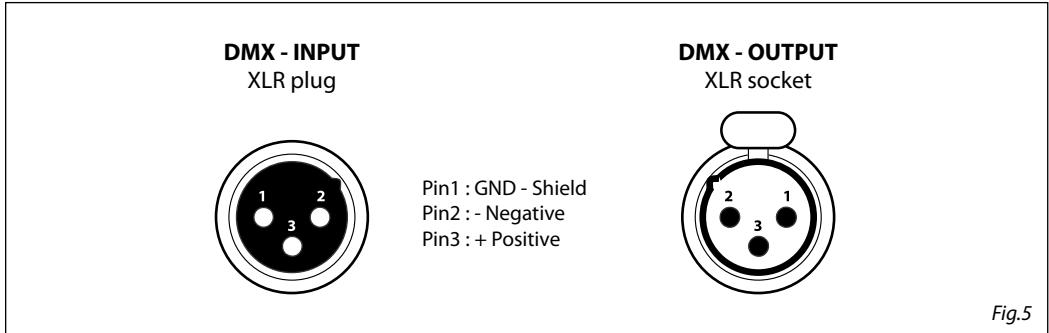 DMX - INPUT
XLR plug
1 2
3
Pin1 : GND - Shield
Pin2 : - Negative
Pin3 : + Positive
DMX - OUTPUT
XLR socket
2 1
3
Fig.5